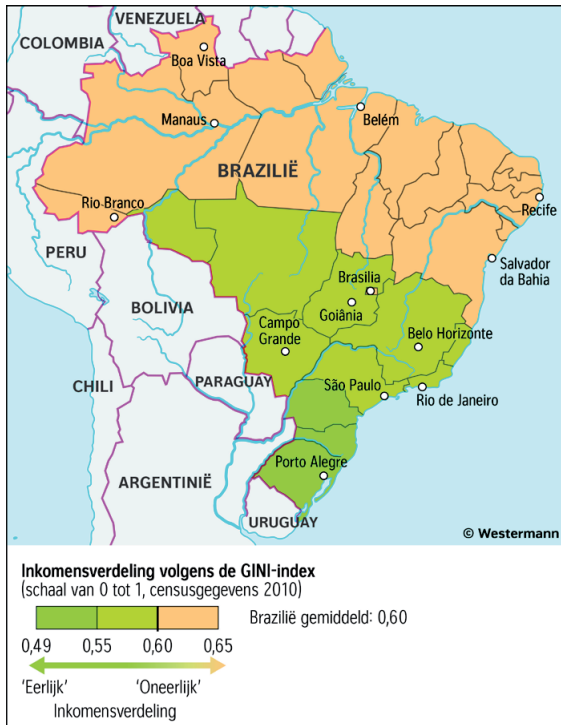 VENEZUELA
COLOMBIA
Boa Vista
Manaus
Belém
BRAZILIË
Rio Branco
Recife
PERU
Salvador
da Bahia
Brasilia
BOLIVIA
Goiânia
Campo
Grande
Belo Horizonte
CHILI
PARAGUAY
São Paulo
Rio de Janeiro
Porto Alegre
ARGENTINIË
URUGUAY
© Westermann
Inkomensverdeling volgens de GINI-index
(schaal van 0 tot 1, censusgegevens 2010)
Brazilië gemiddeld: 0,60
0,49 0,55 0,60 0,65
'Eerlijk' 'Oneerlijk'
Inkomensverdeling